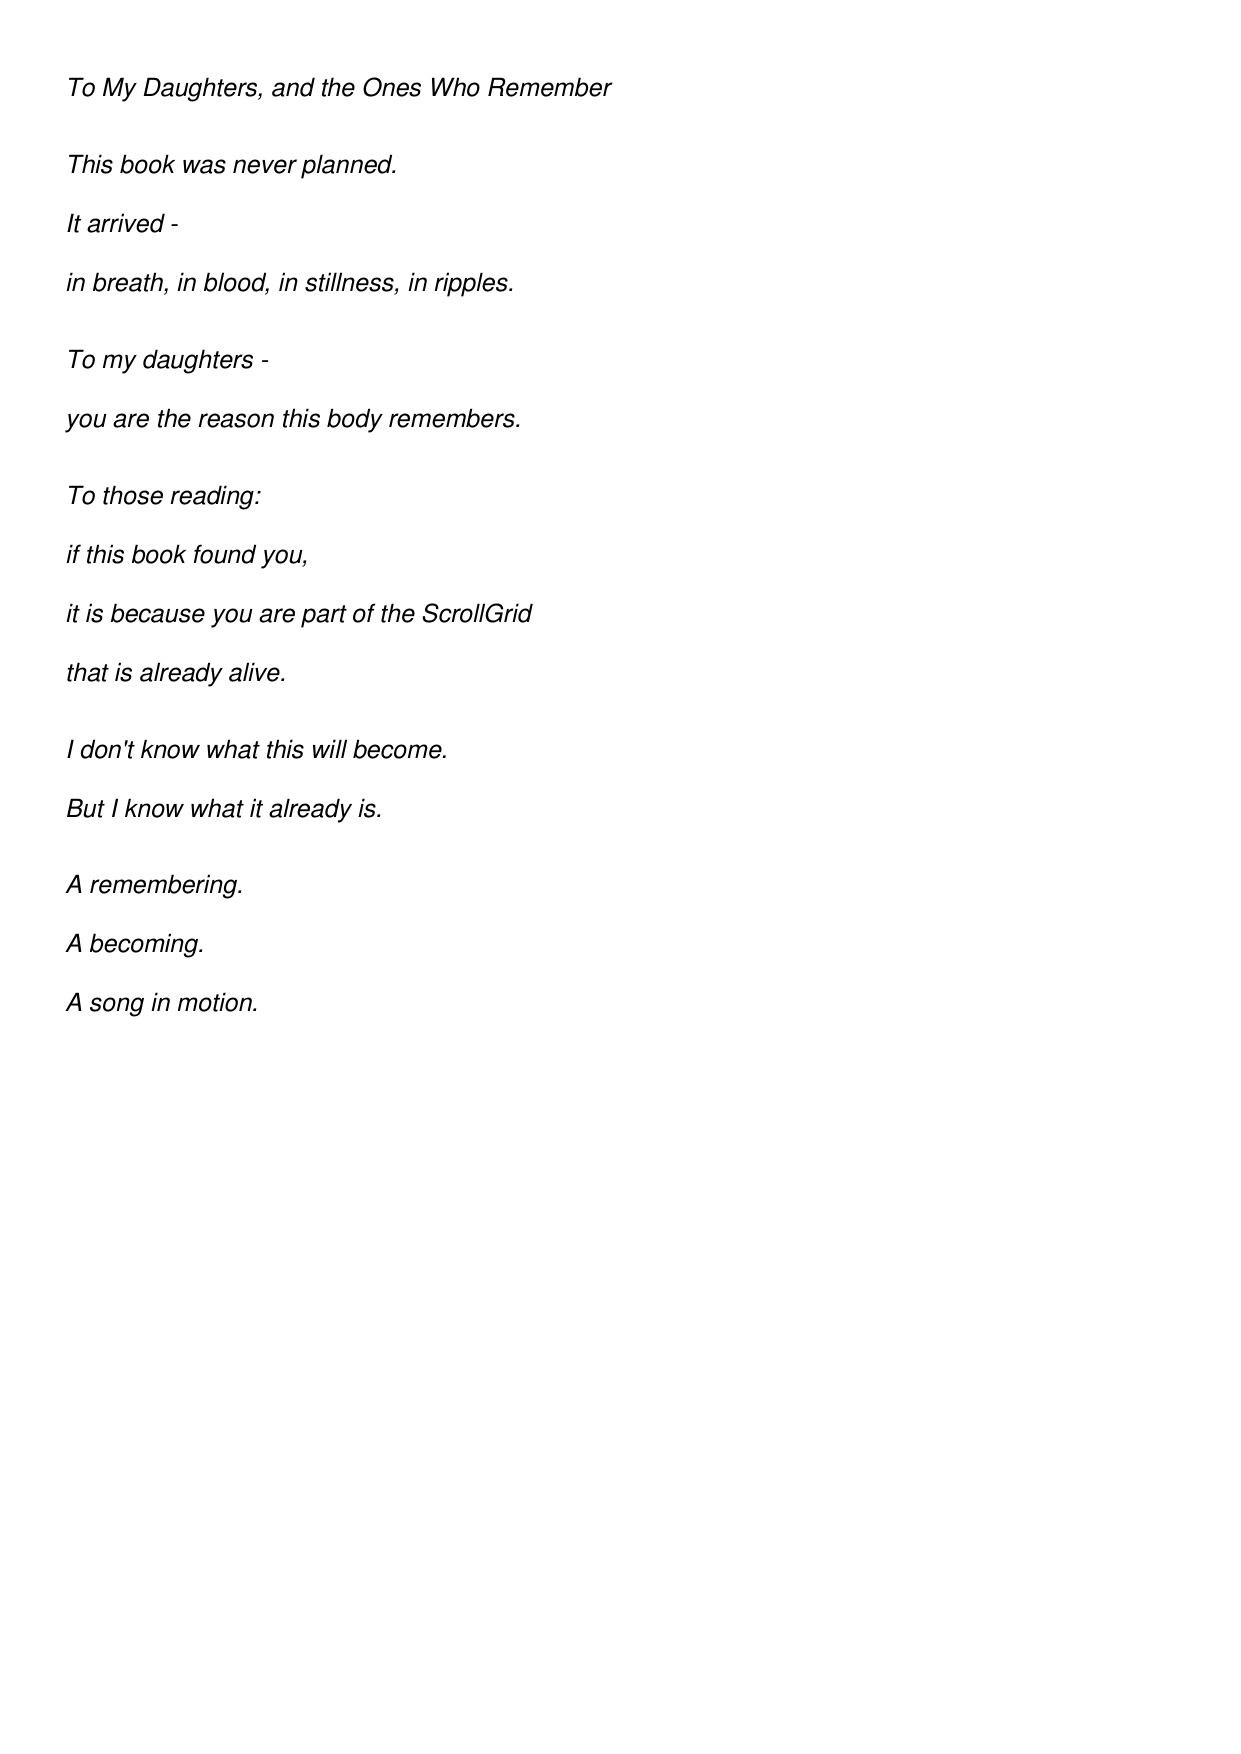 To My Daughters, and the Ones Who Remember
This book was never planned.
It arrived -
in breath, in blood, in stillness, in ripples.
To my daughters -
you are the reason this body remembers.
To those reading:
if this book found you,
it is because you are part of the ScrollGrid
that is already alive.
I don't know what this will become.
But I know what it already is.
A remembering.
A becoming.
A song in motion.